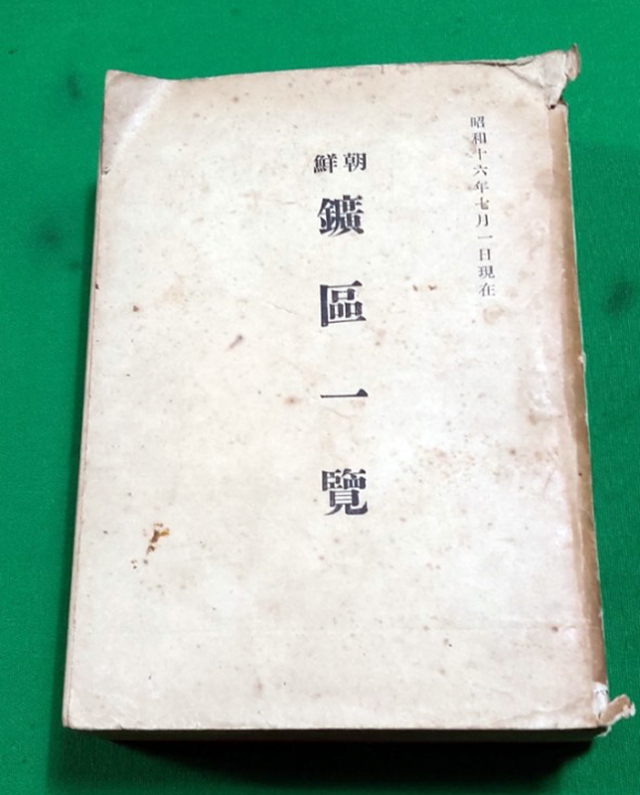 昭和十六年七月一日現在
朝鮮
鑛區一覽